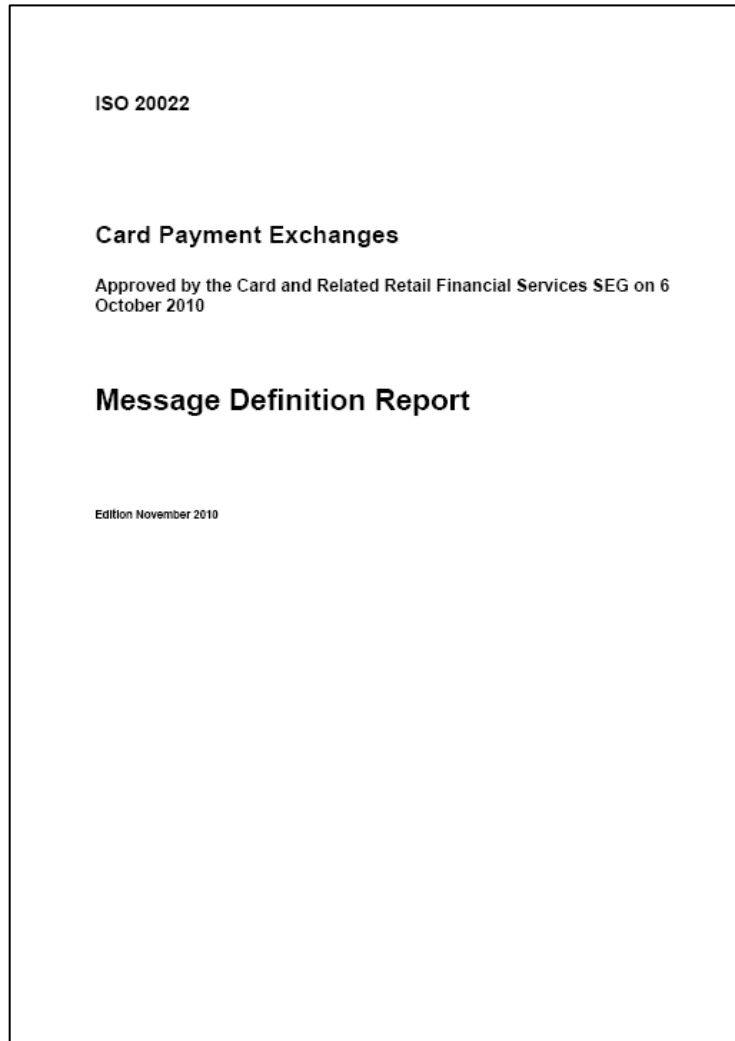 ISO 20022
Card Payment Exchanges
Approved by the Card and Related Retail Financial Services SEG on 6
October 2010
Message Definition Report
Edition November 2010